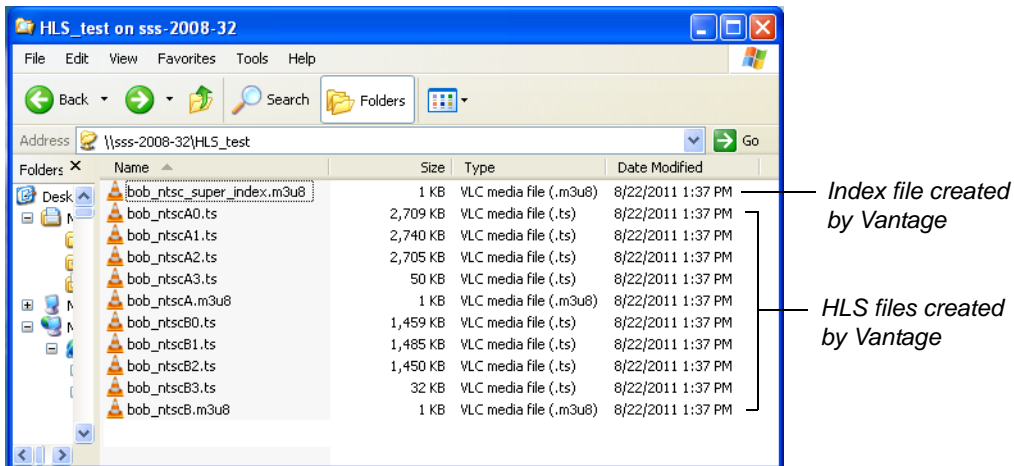 HLS_test on sss-2008-32
File Edit View Favorites Tools Help
Back Search Folders
Address \\sss-2008-32\HLS_test Go
Folders Name Size Type Date Modified
bob_ntsc_super_index.m3u8 1 KB VLC media file (.m3u8) 8/22/2011 1:37 PM
bob_ntscA0.ts 2,709 KB VLC media file (.ts) 8/22/2011 1:37 PM
bob_ntscA1.ts 2,740 KB VLC media file (.ts) 8/22/2011 1:37 PM
bob_ntscA2.ts 2,705 KB VLC media file (.ts) 8/22/2011 1:37 PM
bob_ntscA3.ts 50 KB VLC media file (.ts) 8/22/2011 1:37 PM
bob_ntscA.m3u8 1 KB VLC media file (.m3u8) 8/22/2011 1:37 PM
bob_ntscB0.ts 1,459 KB VLC media file (.ts) 8/22/2011 1:37 PM
bob_ntscB1.ts 1,485 KB VLC media file (.ts) 8/22/2011 1:37 PM
bob_ntscB2.ts 1,450 KB VLC media file (.ts) 8/22/2011 1:37 PM
bob_ntscB3.ts 32 KB VLC media file (.ts) 8/22/2011 1:37 PM
bob_ntscB.m3u8 1 KB VLC media file (.m3u8) 8/22/2011 1:37 PM
Desk
Index file created
by Vantage
HLS files created
by Vantage